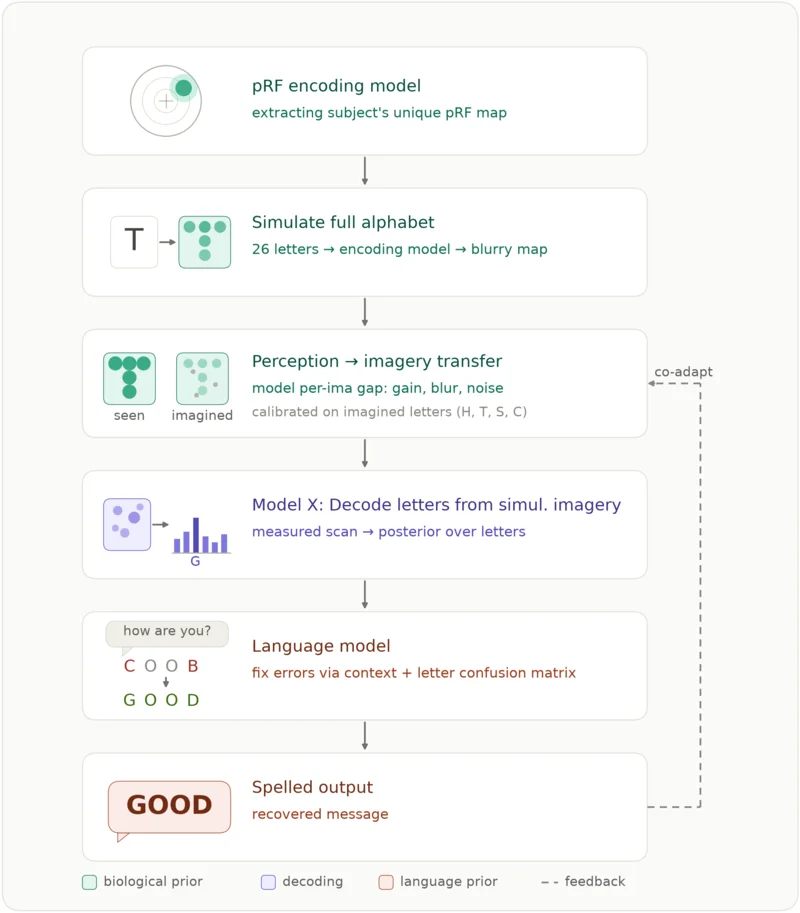 pRF encoding model
extracting subject's unique pRF map
T
Simulate full alphabet
26 letters → encoding model → blurry map
seen
imagined
Perception → imagery transfer
model per-ima gap: gain, blur, noise
calibrated on imagined letters (H, T, S, C)
co-adapt
G
Model X: Decode letters from simul. imagery
measured scan → posterior over letters
how are you?
C O O B
G O O D
Language model
fix errors via context + letter confusion matrix
GOOD
Spelled output
recovered message
biological prior
decoding
language prior
feedback